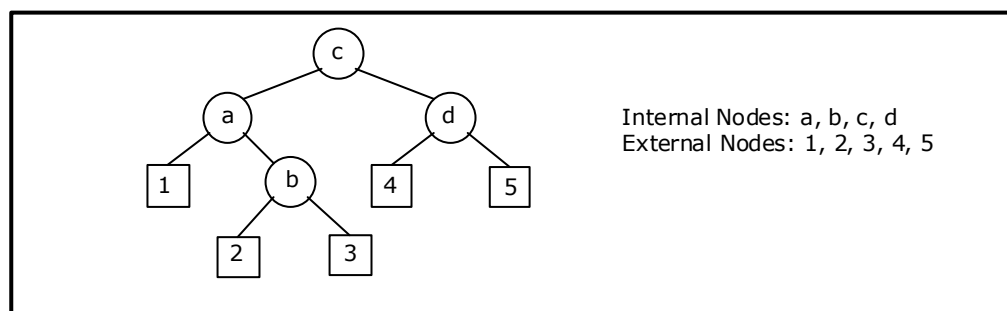 c
a
d
Internal Nodes: a, b, c, d
External Nodes: 1, 2, 3, 4, 5
1
b
4
5
2
3